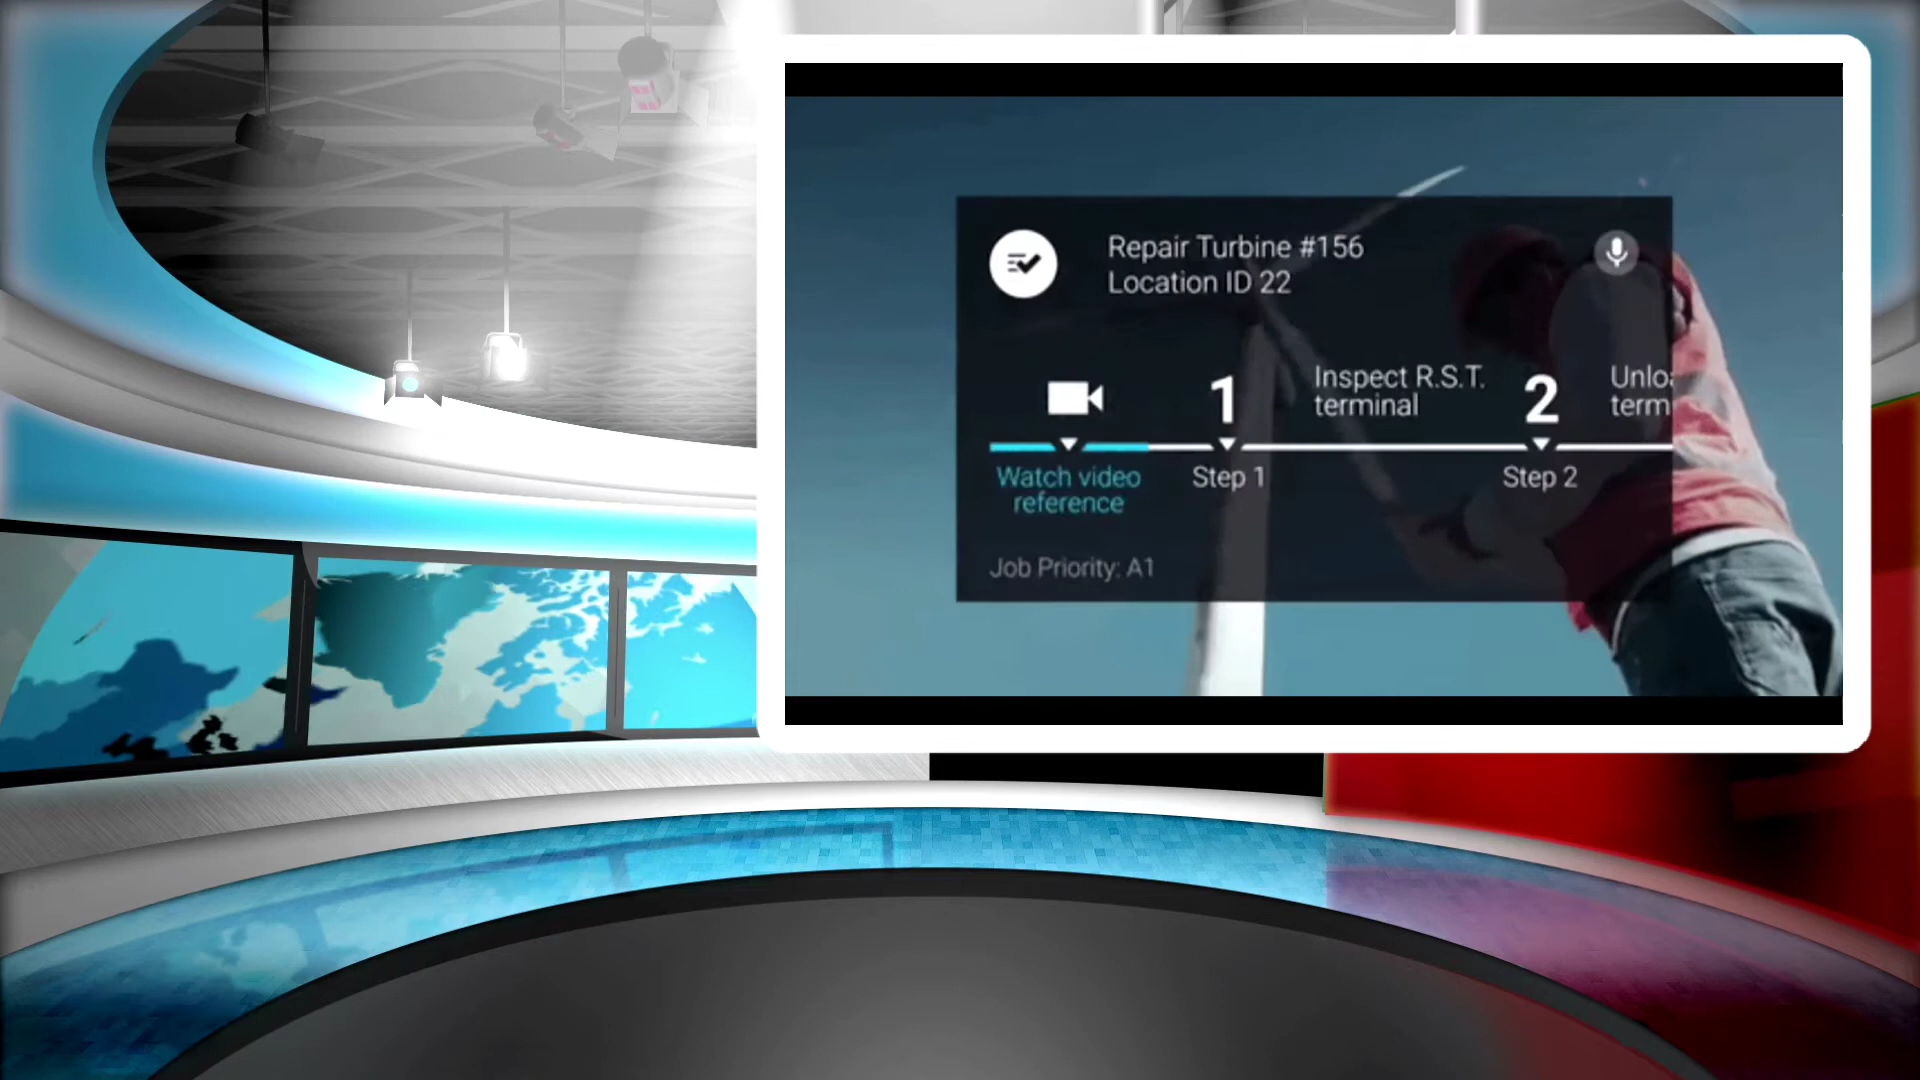 Repair Turbine #156
Location ID 22
1
Inspect R.S.T.
terminal
2
Watch video
reference
Step 1
Step 2
Job Priority: A1